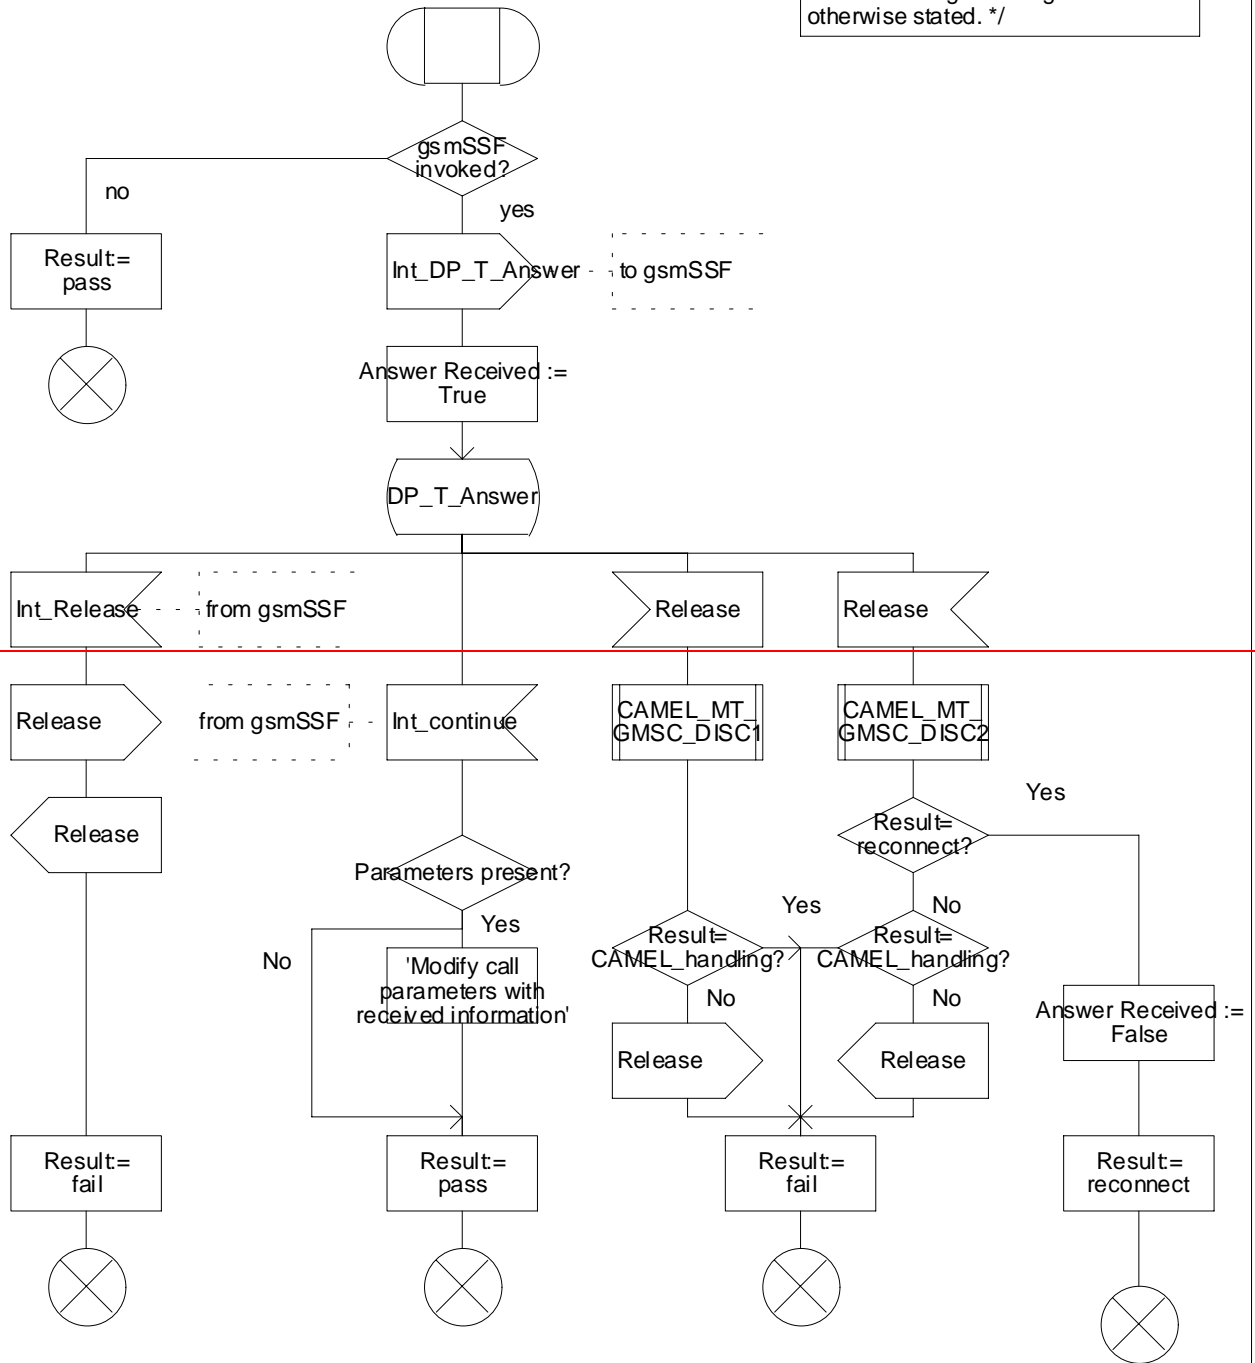 otherwise stated. */
gsmSSF
invoked?
no
yes
Result:=
pass
Int_DP_T_Answer
to gsmSSF
Answer Received :=
True
DP_T_Answer
Int_Release
from gsmSSF
Release
Release
Release
from gsmSSF
Int_continue
CAMEL_MT_
GMSC_DISC1
CAMEL_MT_
GMSC_DISC2
Yes
Release
Result=
reconnect?
Parameters present?
Yes
No
Yes
No
Result=
CAMEL_handling?
Result=
CAMEL_handling?
No
'Modify call
parameters with
received information'
No
No
Answer Received :=
False
Release
Release
Result:=
fail
Result:=
pass
Result:=
fail
Result:=
reconnect